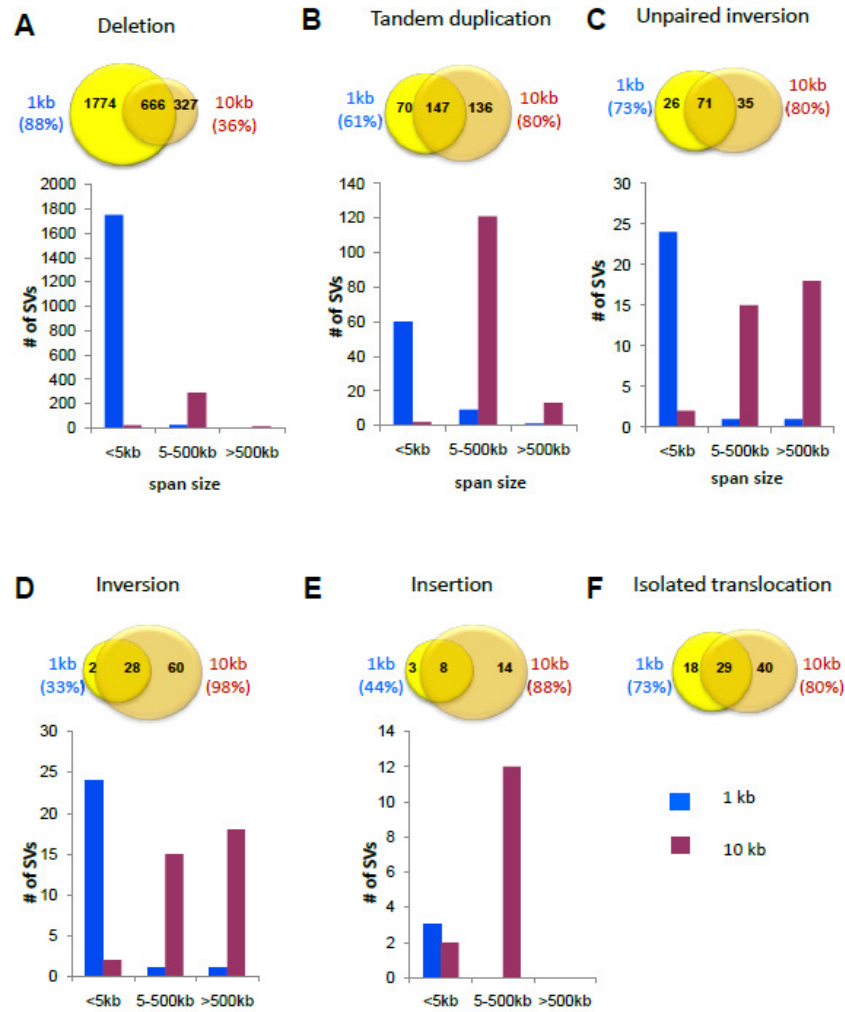 A Deletion
1kb (88%) 1774 666 327 10kb (36%)
# of SVs
2000
1800
1600
1400
1200
1000
800
600
400
200
0
<5kb 5-500kb >500kb
span size
B Tandem duplication
1kb (61%) 70 147 136 10kb (80%)
# of SVs
140
120
100
80
60
40
20
0
<5kb 5-500kb >500kb
span size
C Unpaired inversion
1kb (73%) 26 71 35 10kb (80%)
# of SVs
30
25
20
15
10
5
0
<5kb 5-500kb >500kb
span size
D Inversion
1kb (33%) 2 28 60 10kb (98%)
# of SVs
30
25
20
15
10
5
0
<5kb 5-500kb >500kb
E Insertion
1kb (44%) 3 8 14 10kb (88%)
# of SVs
14
12
10
8
6
4
2
0
<5kb 5-500kb >500kb
F Isolated translocation
1kb (73%) 18 29 40 10kb (80%)
1 kb
10 kb